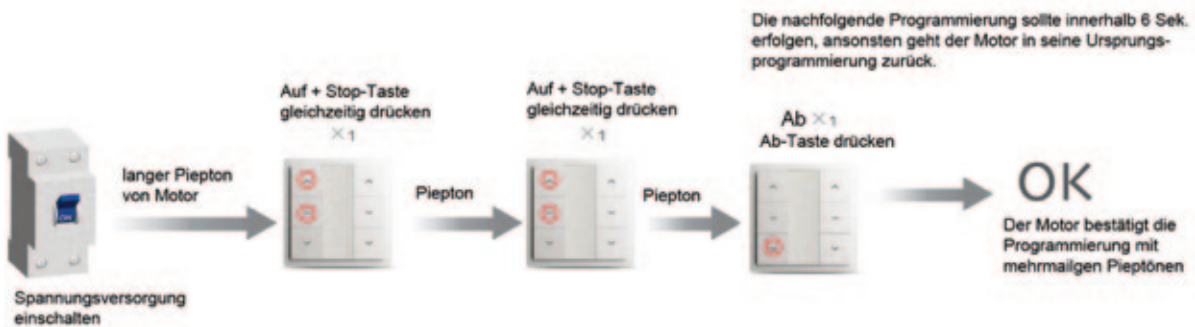 Die nachfolgende Programmierung sollte innerhalb 6 Sek.
erfolgen, ansonsten geht der Motor in seine Ursprungs-
programmierung zurück.
Auf + Stop-Taste
gleichzeitig drücken
×1
Auf + Stop-Taste
gleichzeitig drücken
×1
Ab ×1
Ab-Taste drücken
langer Piepton
von Motor
Piepton
Piepton
OK
Der Motor bestätigt die
Programmierung mit
mehrmailgen Pieptönen
Spannungsversorgung
einschalten